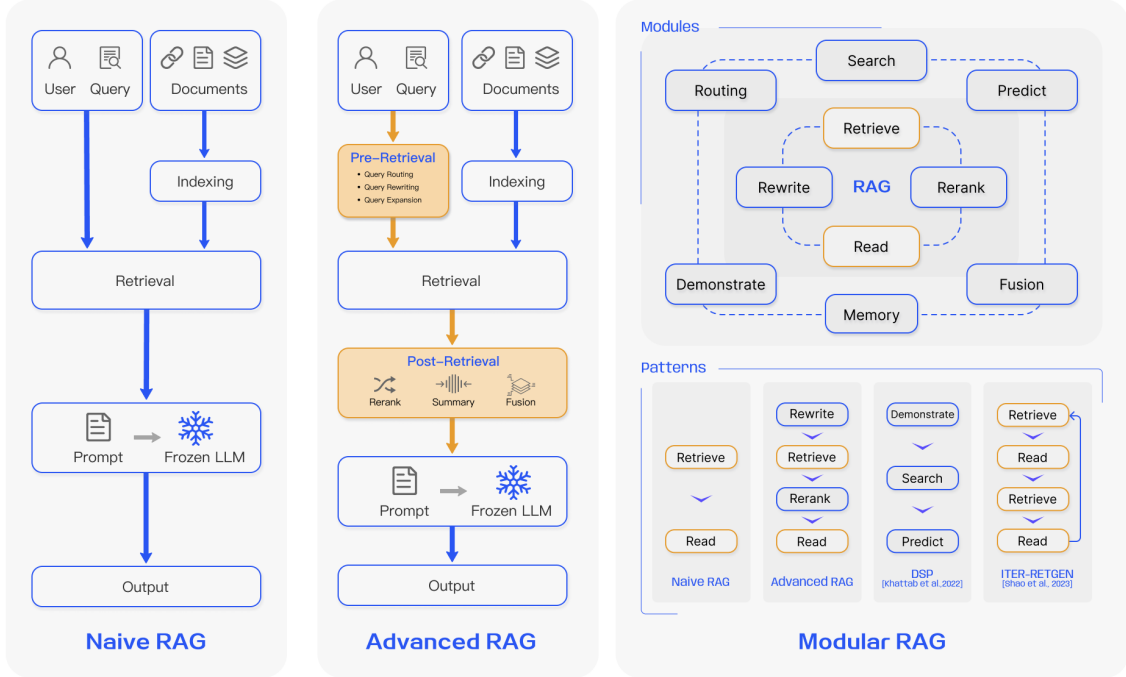 User Query
Documents
Indexing
Retrieval
Prompt
Frozen LLM
Output
Naive RAG
User Query
Documents
Pre-Retrieval
• Query Routing
• Query Rewriting
• Query Expansion
Indexing
Retrieval
Post-Retrieval
Rerank
Summary
Fusion
Prompt
Frozen LLM
Output
Advanced RAG
Modules
Search
Routing
Predict
Retrieve
Rewrite
RAG
Rerank
Read
Demonstrate
Fusion
Memory
Patterns
Retrieve
Read
Naive RAG
Rewrite
Retrieve
Rerank
Read
Advanced RAG
Demonstrate
Search
Predict
DSP
[Khattab et al.,2022]
Retrieve
Read
Retrieve
Read
ITER-RETGEN
[Shao et al., 2023]
Modular RAG